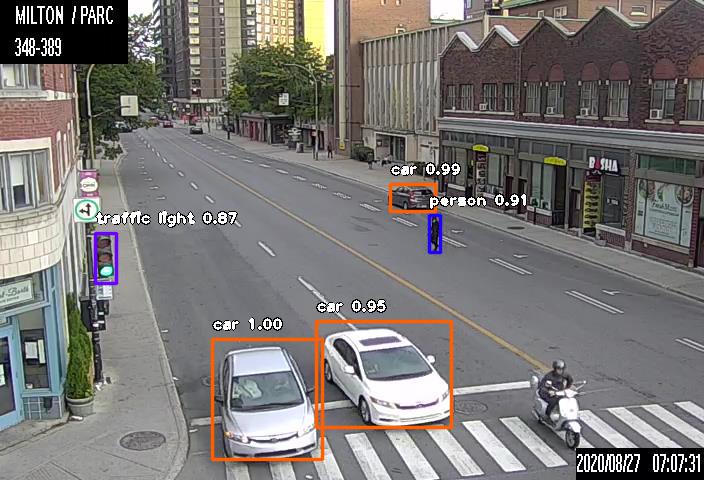 MILTON / PARC
348-389
car 0.99
person 0.91
traffic light 0.87
car 0.95
car 1.00
2020/08/27 07:07:31